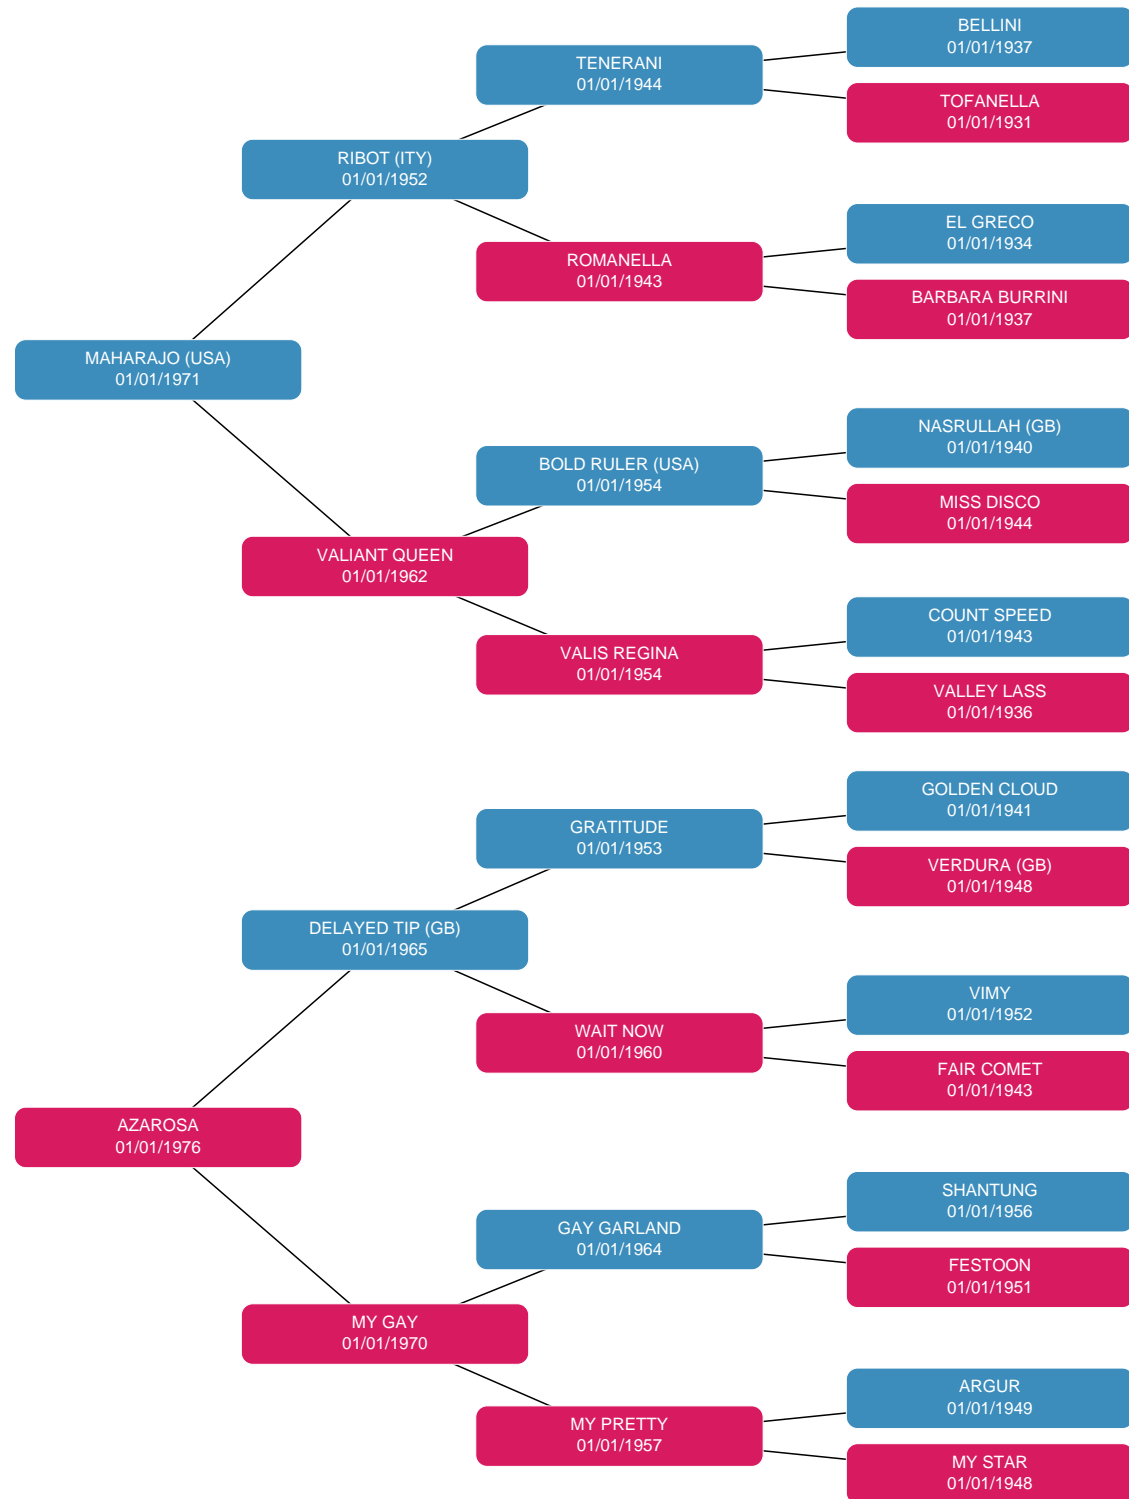 BELLINI
01/01/1937
TENERANI
01/01/1944
TOFANELLA
01/01/1931
RIBOT (ITY)
01/01/1952
EL GRECO
01/01/1934
ROMANELLA
01/01/1943
BARBARA BURRINI
01/01/1937
MAHARAJO (USA)
01/01/1971
NASRULLAH (GB)
01/01/1940
BOLD RULER (USA)
01/01/1954
MISS DISCO
01/01/1944
VALIANT QUEEN
01/01/1962
COUNT SPEED
01/01/1943
VALIS REGINA
01/01/1954
VALLEY LASS
01/01/1936
GOLDEN CLOUD
01/01/1941
GRATITUDE
01/01/1953
VERDURA (GB)
01/01/1948
DELAYED TIP (GB)
01/01/1965
VIMY
01/01/1952
WAIT NOW
01/01/1960
FAIR COMET
01/01/1943
AZAROSA
01/01/1976
SHANTUNG
01/01/1956
GAY GARLAND
01/01/1964
FESTOON
01/01/1951
MY GAY
01/01/1970
ARGUR
01/01/1949
MY PRETTY
01/01/1957
MY STAR
01/01/1948